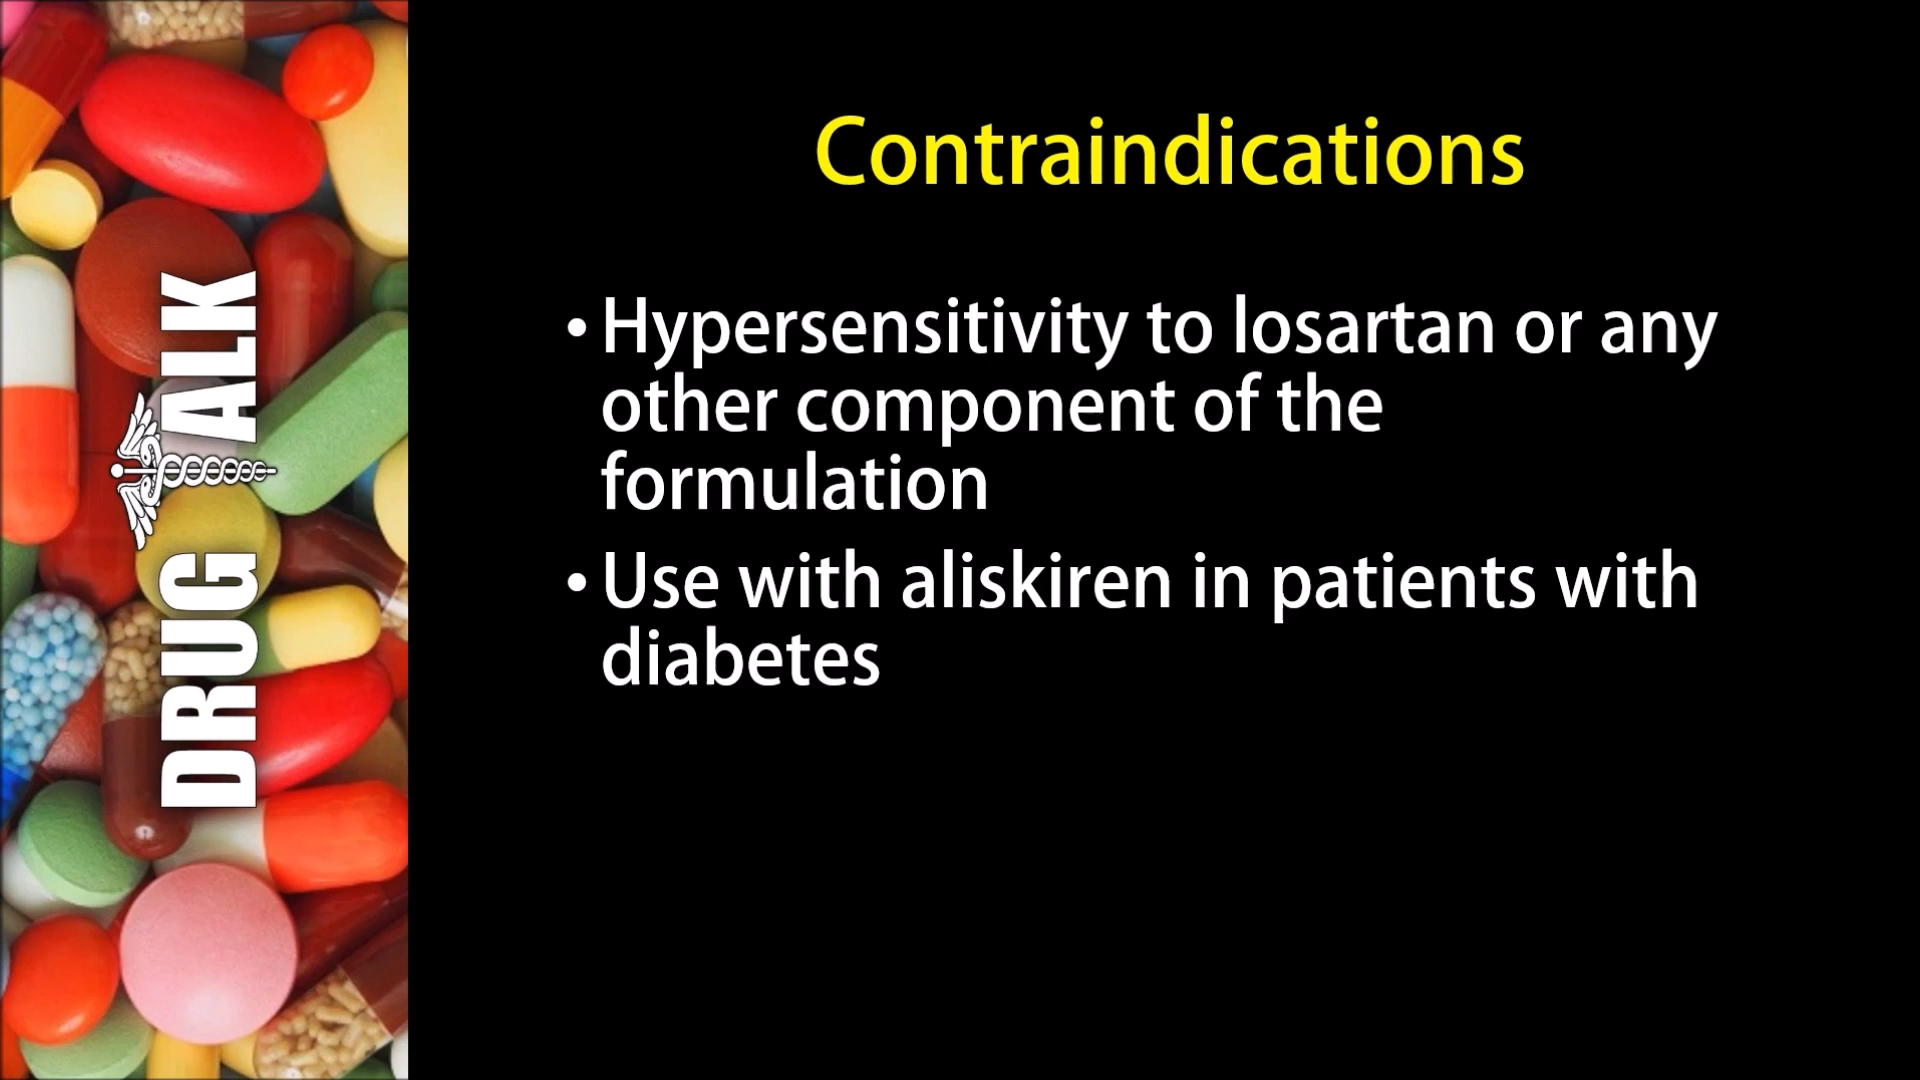 DRUG TALK
Contraindications
• Hypersensitivity to losartan or any
other component of the
formulation
• Use with aliskiren in patients with
diabetes